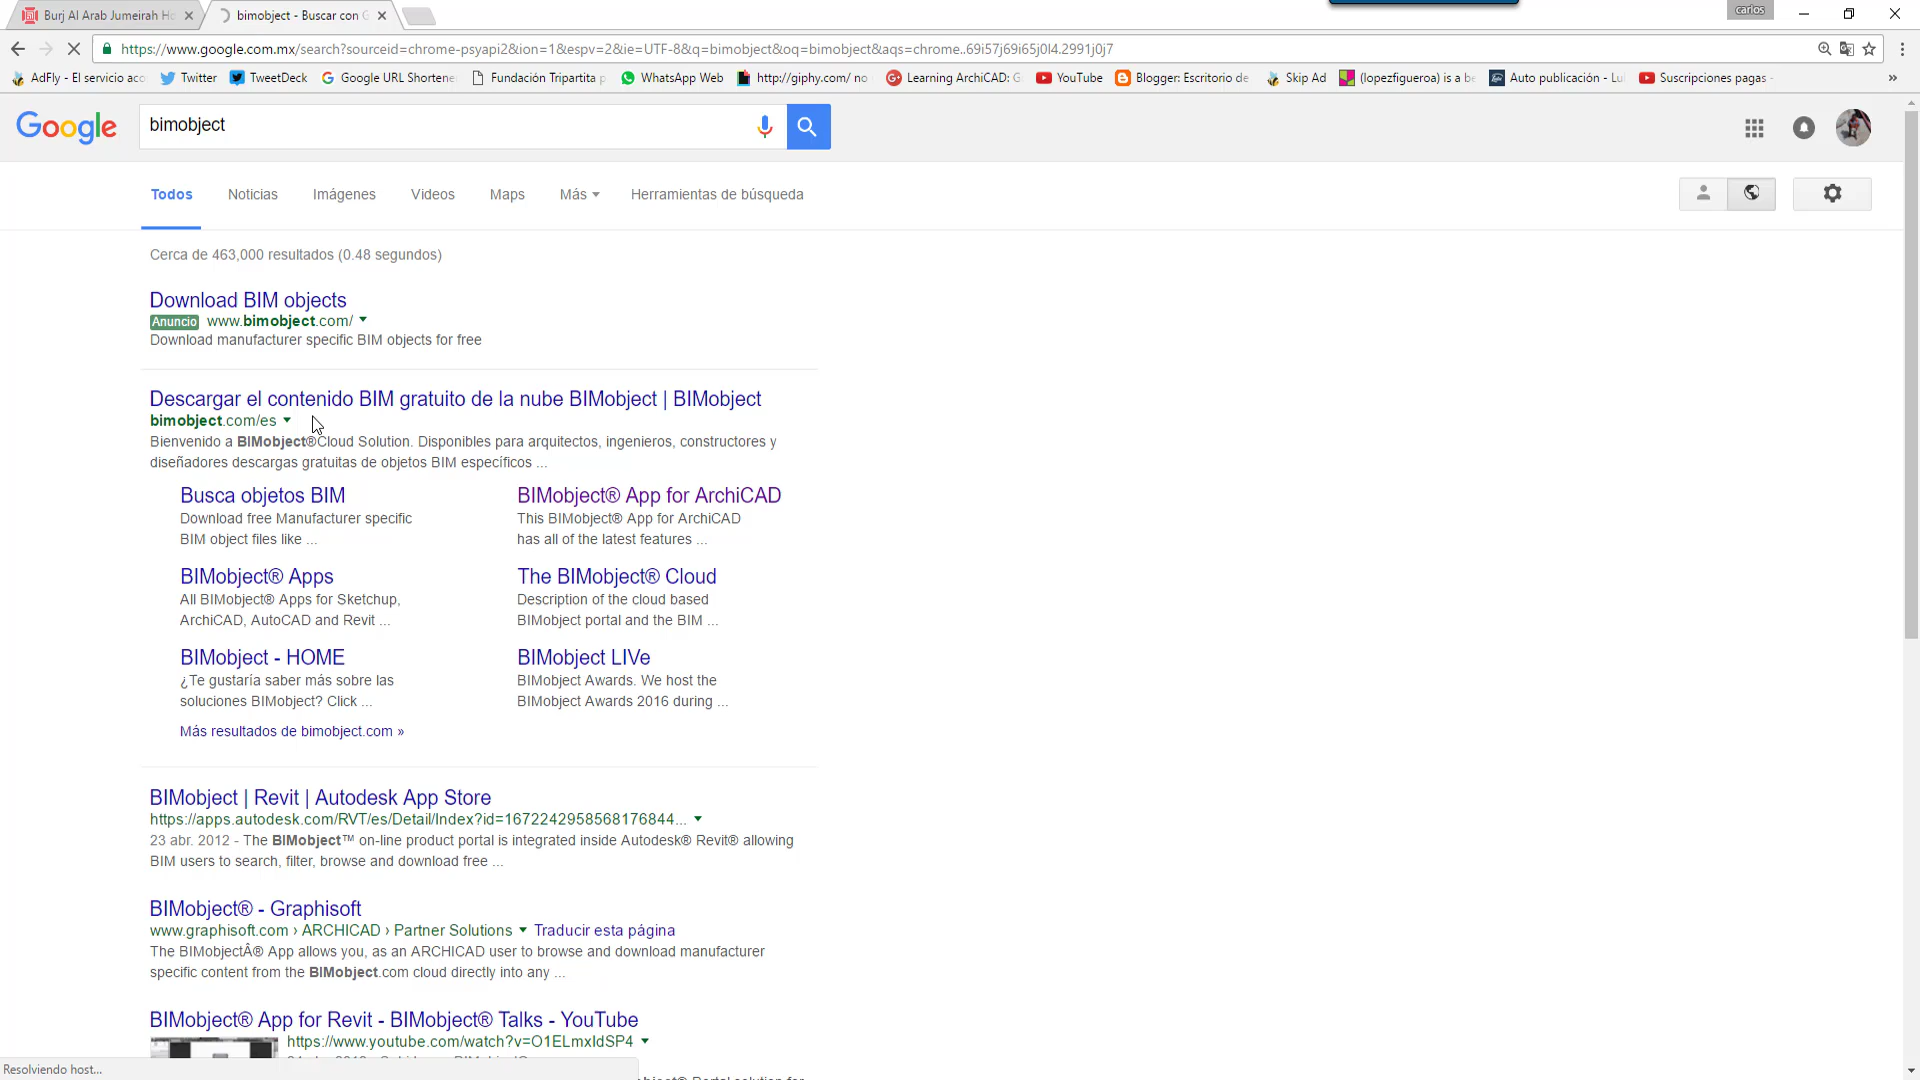 Burj Al Arab Jumeirah Ho
bimobject - Buscar con G
carlos
https://www.google.com.mx/search?sourceid=chrome-psyapi2&ion=1&espv=2&ie=UTF-8&q=bimobject&oq=bimobject&aqs=chrome..69i57j69i65j0l4.2991j0j7
AdFly - El servicio aco
Twitter
TweetDeck
Google URL Shortene
Fundación Tripartita p
WhatsApp Web
http://giphy.com/ no
Learning ArchiCAD: G
YouTube
Blogger: Escritorio de
Skip Ad
(lopezfigueroa) is a be
Auto publicación - Lu
Suscripciones pagas -
»
Google
bimobject
Todos
Noticias
Imágenes
Videos
Maps
Más
Herramientas de búsqueda
Cerca de 463,000 resultados (0.48 segundos)
Download BIM objects
Anuncio www.bimobject.com/
Download manufacturer specific BIM objects for free
Descargar el contenido BIM gratuito de la nube BIMobject | BIMobject
bimobject.com/es
Bienvenido a BIMobject®Cloud Solution. Disponibles para arquitectos, ingenieros, constructores y
diseñadores descargas gratuitas de objetos BIM específicos ...
Busca objetos BIM
Download free Manufacturer specific
BIM object files like ...
BIMobject® App for ArchiCAD
This BIMobject® App for ArchiCAD
has all of the latest features ...
BIMobject® Apps
All BIMobject® Apps for Sketchup,
ArchiCAD, AutoCAD and Revit ...
The BIMobject® Cloud
Description of the cloud based
BIMobject portal and the BIM ...
BIMobject - HOME
¿Te gustaría saber más sobre las
soluciones BIMobject? Click ...
BIMobject LIVe
BIMobject Awards. We host the
BIMobject Awards 2016 during ...
Más resultados de bimobject.com »
BIMobject | Revit | Autodesk App Store
https://apps.autodesk.com/RVT/es/Detail/Index?id=1672242958568176844...
23 abr. 2012 - The BIMobject™ on-line product portal is integrated inside Autodesk® Revit® allowing
BIM users to search, filter, browse and download free ...
BIMobject® - Graphisoft
www.graphisoft.com › ARCHICAD › Partner Solutions Traducir esta página
The BIMobjectÂ® App allows you, as an ARCHICAD user to browse and download manufacturer
specific content from the BIMobject.com cloud directly into any ...
BIMobject® App for Revit - BIMobject® Talks - YouTube
https://www.youtube.com/watch?v=O1ELmxIdSP4
Resolviendo host...